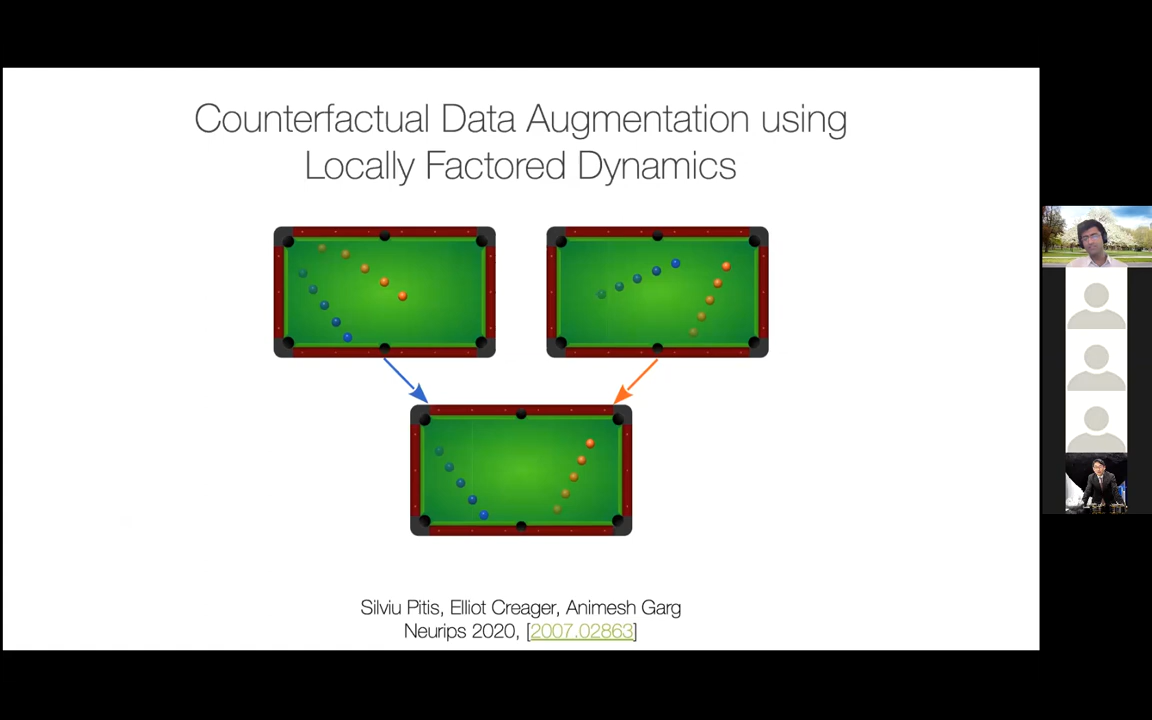 Counterfactual Data Augmentation using
Locally Factored Dynamics
Silviu Pitis, Elliot Creager, Animesh Garg
Neurips 2020, [2007.02863]